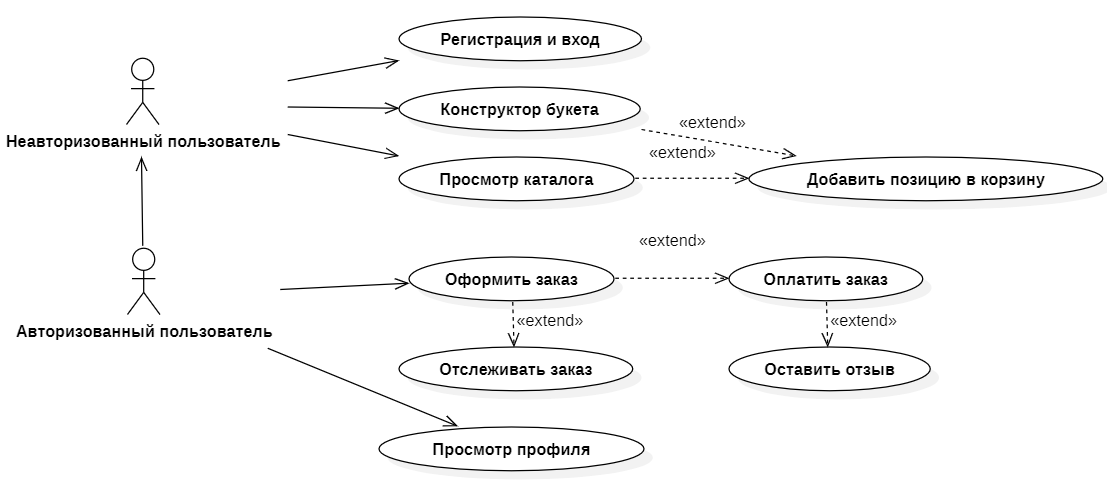 Регистрация и вход
Неавторизованный пользователь
Конструктор букета
«extend»
«extend»
Просмотр каталога
Добавить позицию в корзину
«extend»
Оформить заказ
Оплатить заказ
Авторизованный пользователь
«extend»
«extend»
Отслеживать заказ
Оставить отзыв
Просмотр профиля